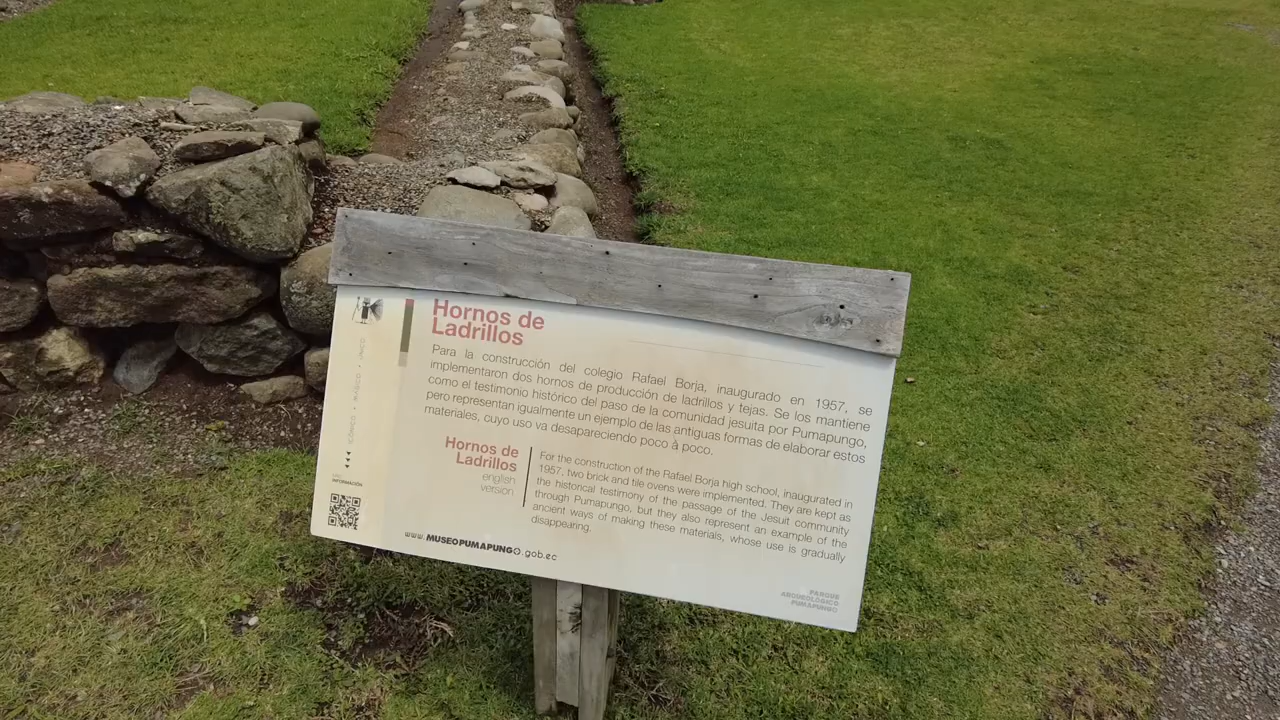 Hornos de
Ladrillos
Para la construcción del colegio Rafael Borja, inaugurado en 1957, se
implementaron dos hornos de producción de ladrillos y tejas. Se los mantiene
como el testimonio histórico del paso de la comunidad jesuita por Pumapungo,
pero representan igualmente un ejemplo de las antiguas formas de elaborar estos
materiales, cuyo uso va desapareciendo poco à poco.
Hornos de
Ladrillos
english
version
For the construction of the Rafael Borja high school, inaugurated in
1957, two brick and tile ovens were implemented. They are kept as
the historical testimony of the passage of the Jesuit community
through Pumapungo, but they also represent an example of the
ancient ways of making these materials, whose use is gradually
disappearing.
INFORMACIÓN
www.MUSEOPUMAPUNGO.gob.ec
PARQUE
ARQUEOLÓGICO
PUMAPUNGO